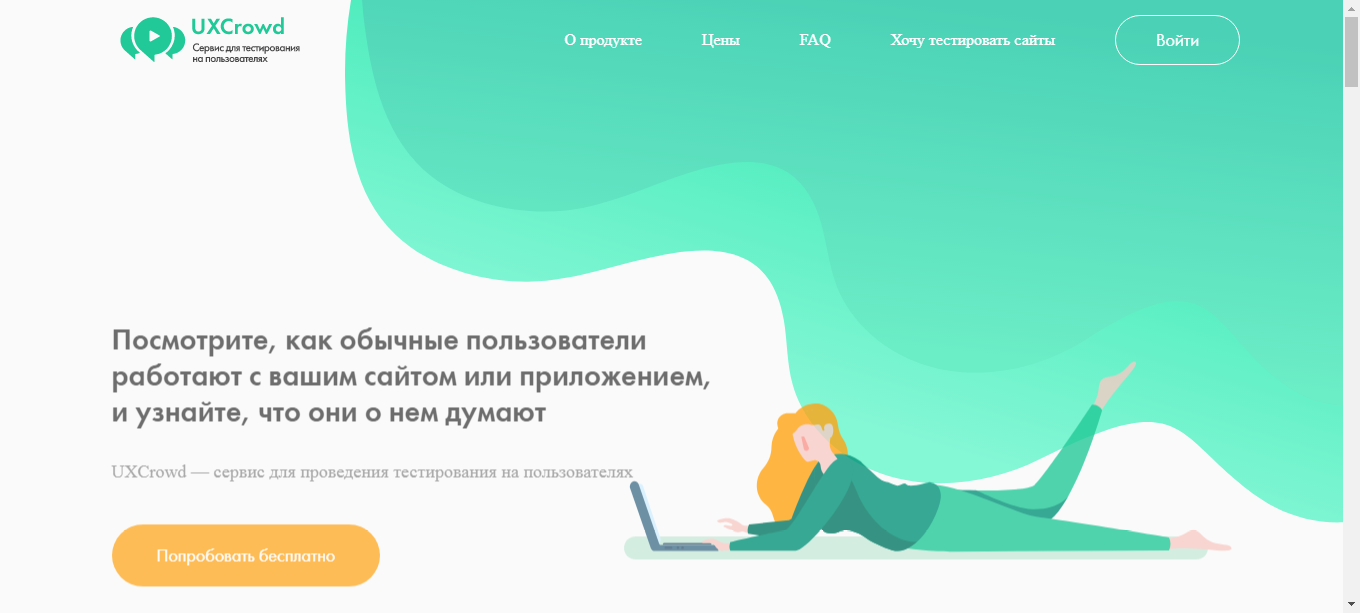 UXCrowd
Сервис для тестирования
на пользователях
О продукте
Цены
FAQ
Хочу тестировать сайты
Войти
Посмотрите, как обычные пользователи
работают с вашим сайтом или приложением,
и узнайте, что они о нем думают
UXCrowd — сервис для проведения тестирования на пользователях
Попробовать бесплатно